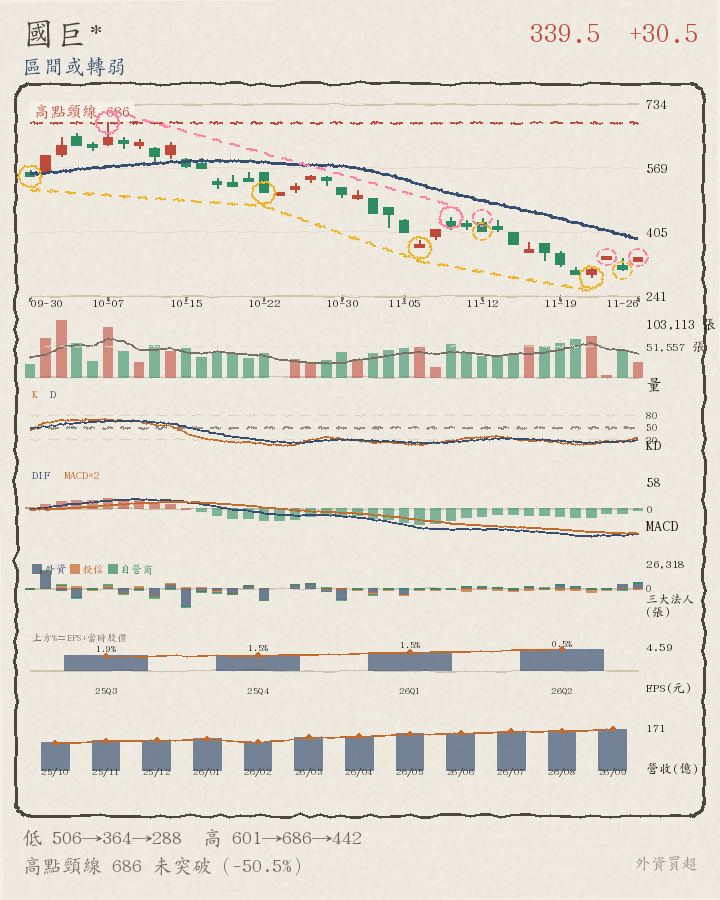 國巨*
339.5 +30.5
區間或轉弱
高點頸線 686
734
569
405
241
09-30 10-07 10-15 10-22 10-30 11-05 11-12 11-19 11-26
103,113 張
51,557 張
量
K D
80
50
20
KD
DIF MACD×2
58
0
MACD
外資 投信 自營商
26,318
0
三大法人
(張)
上方%=EPS÷當時股價
1.9% 1.5% 1.5% 0.5%
4.59
25Q3 25Q4 26Q1 26Q2
EPS(元)
171
25/10 25/11 25/12 26/01 26/02 26/03 26/04 26/05 26/06 26/07 26/08 26/09
營收(億)
低 506→364→288 高 601→686→442
高點頸線 686 未突破 (-50.5%)
外資買超